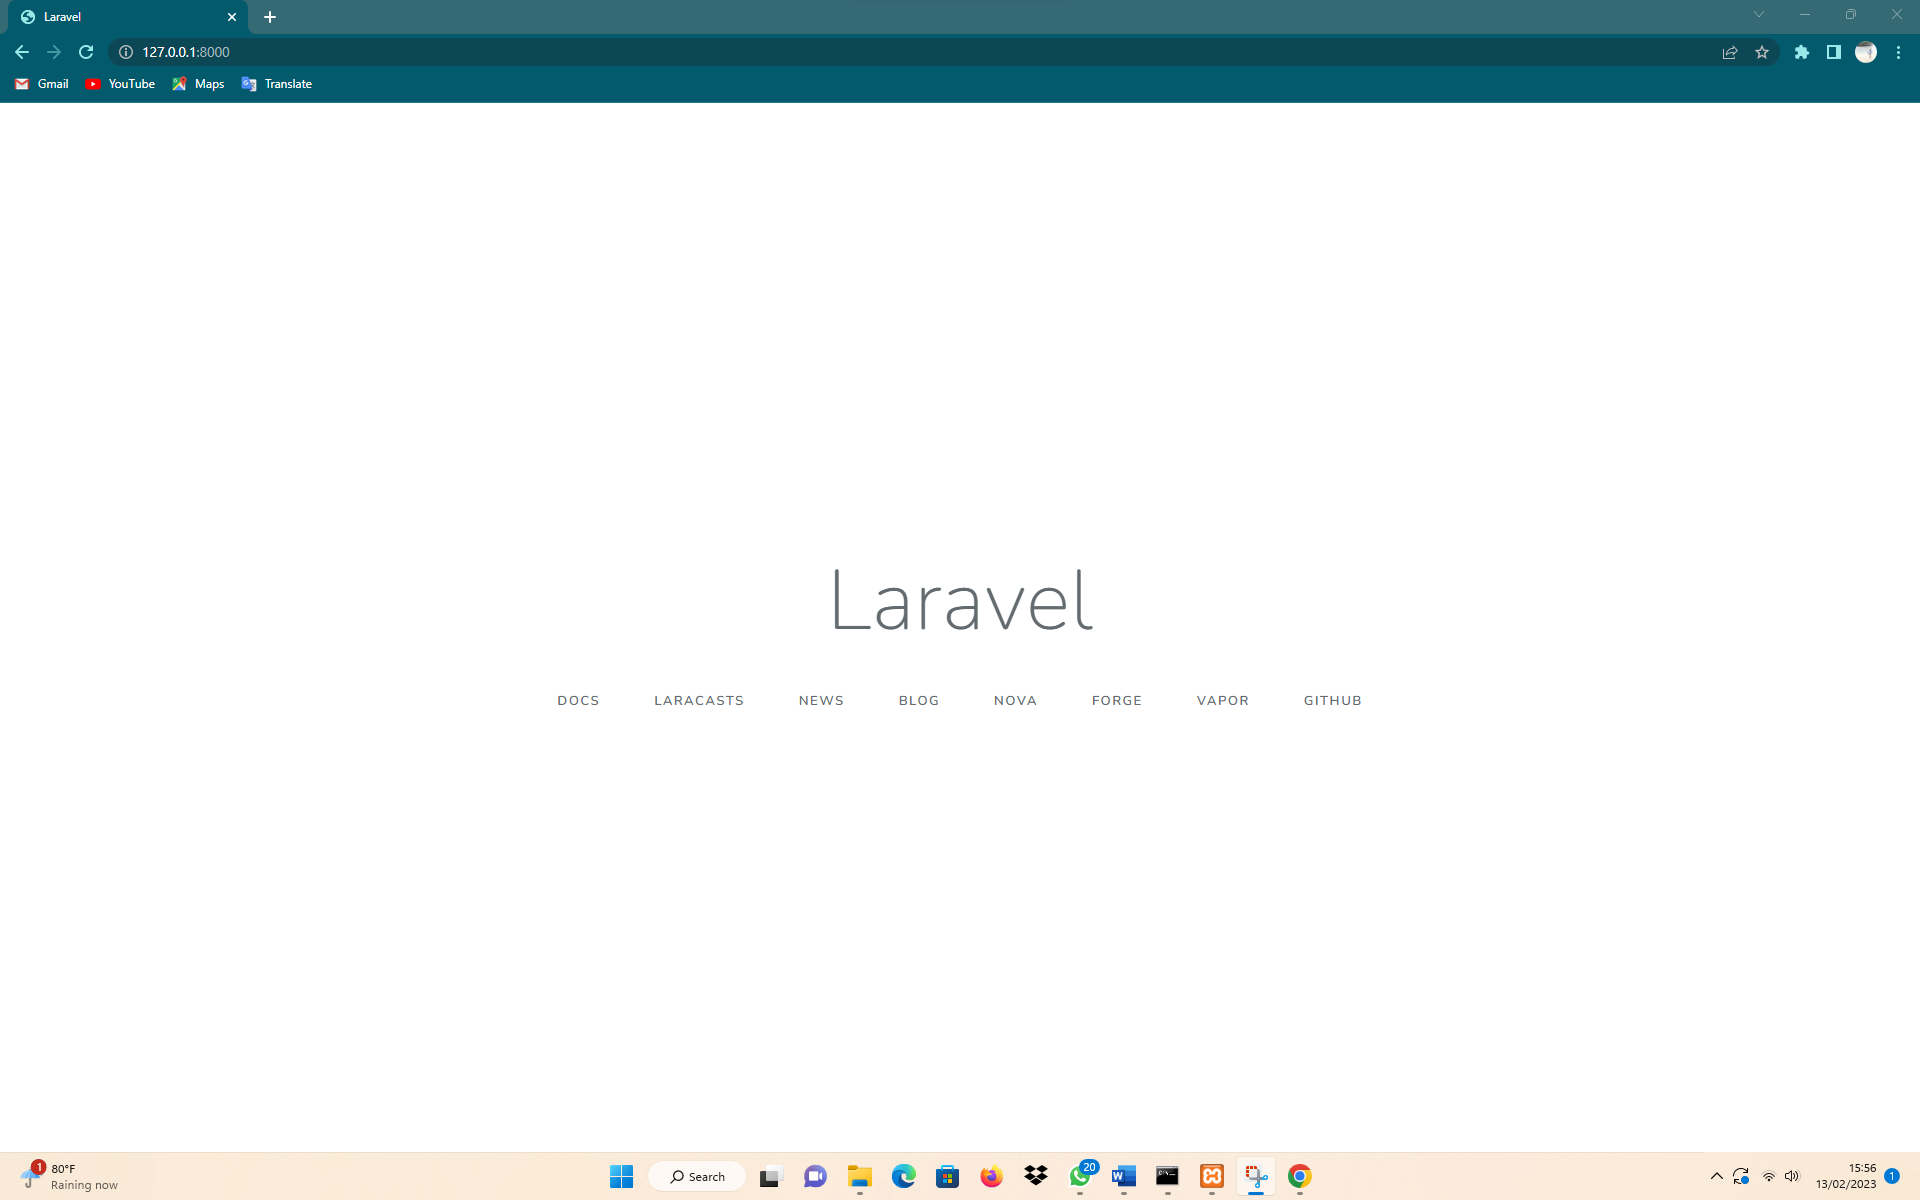 Laravel
127.0.0.1:8000
Gmail YouTube Maps Translate
Laravel
DOCS LARACASTS NEWS BLOG NOVA FORGE VAPOR GITHUB
1 80°F
Raining now
Search
20
W
15:56
13/02/2023
1